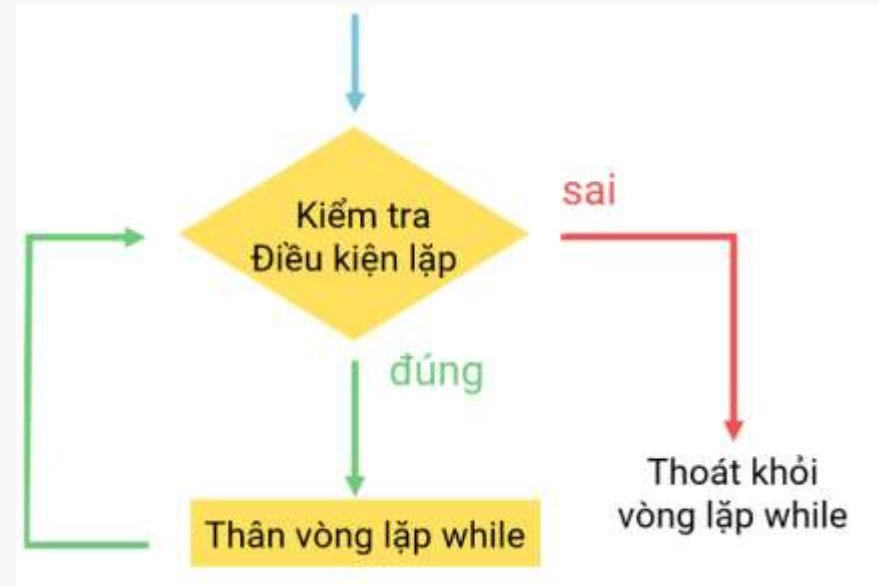 Kiểm tra
Điều kiện lặp
sai
đúng
Thân vòng lặp while
Thoát khỏi
vòng lặp while